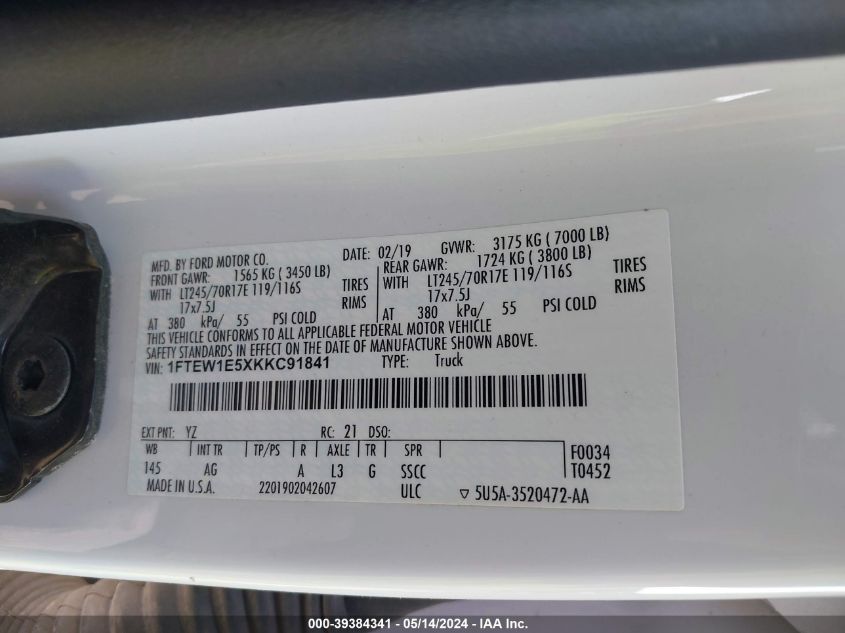 MFD. BY FORD MOTOR CO. DATE: 02/19 GVWR: 3175 KG ( 7000 LB)
FRONT GAWR: 1565 KG ( 3450 LB) REAR GAWR: 1724 KG ( 3800 LB)
WITH LT245/70R17E 119/116S TIRES WITH LT245/70R17E 119/116S TIRES
17x7.5J RIMS 17x7.5J RIMS
AT 380 kPa/ 55 PSI COLD AT 380 kPa/ 55 PSI COLD
THIS VEHICLE CONFORMS TO ALL APPLICABLE FEDERAL MOTOR VEHICLE
SAFETY STANDARDS IN EFFECT ON THE DATE OF MANUFACTURE SHOWN ABOVE.
VIN: 1FTEW1E5XKKC91841 TYPE: Truck
EXT PNT: YZ RC: 21 DSO:
WB INT TR TP/PS R AXLE TR SPR F0034
145 AG A L3 G SSCC T0452
MADE IN U.S.A. 2201902042607 ULC ▽ 5U5A-3520472-AA
000-39384341 - 05/14/2024 - IAA Inc.